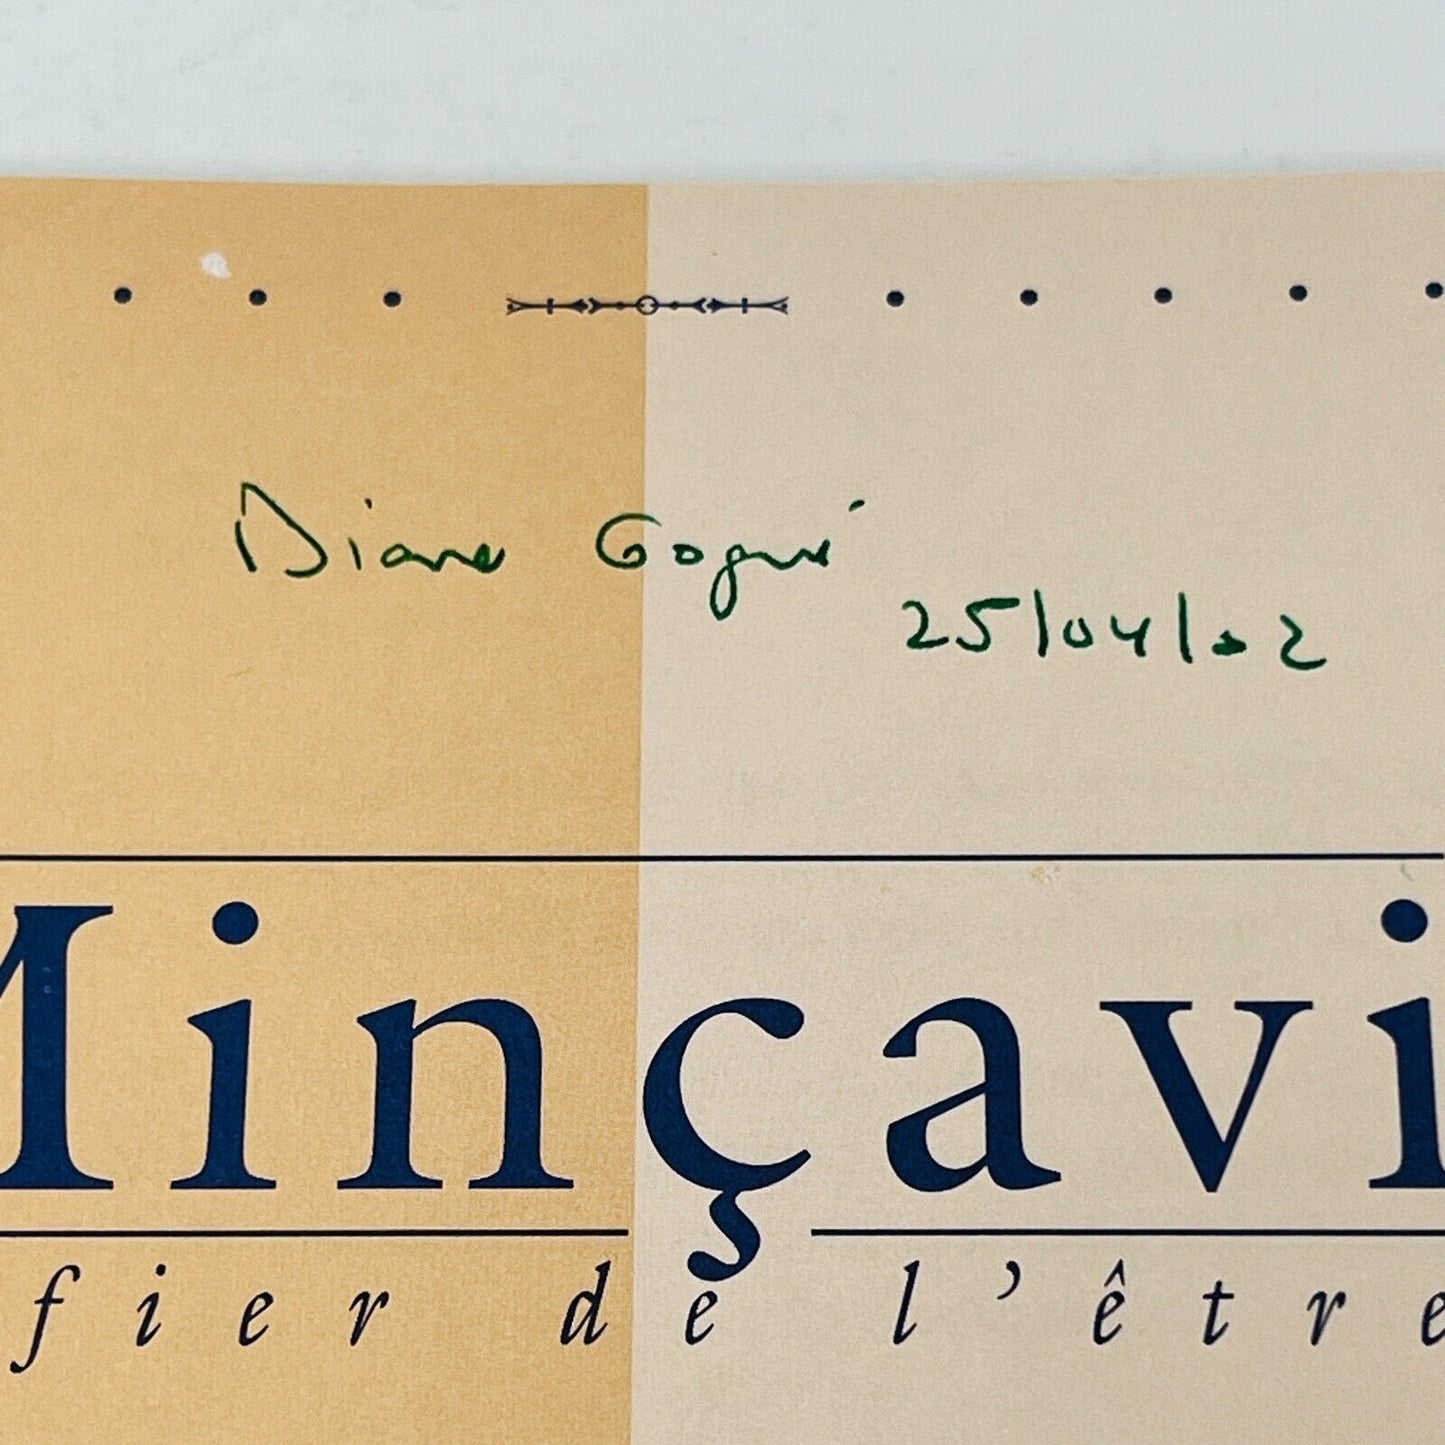 Diane Gagné
25/04/02
Minçavi
fier de l'être